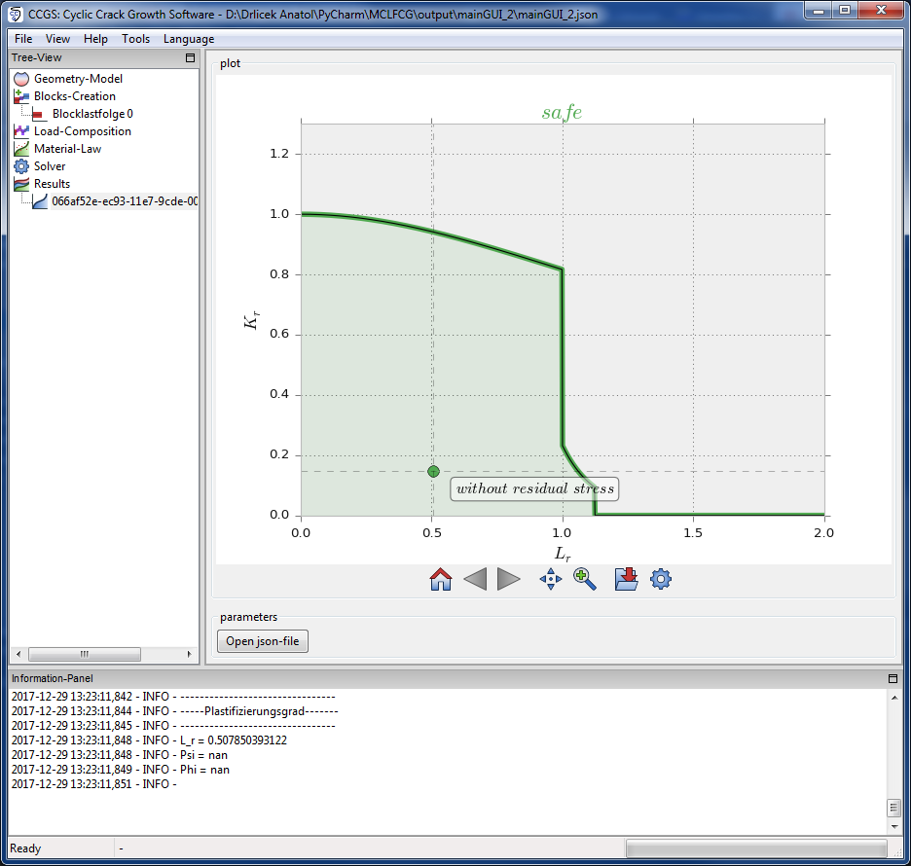 CCGS: Cyclic Crack Growth Software - D:\Drlicek Anatol\PyCharm\MCLFCG\output\mainGUI_2\mainGUI_2.json
File View Help Tools Language
Tree-View
Geometry-Model
Blocks-Creation
Blocklastfolge 0
Load-Composition
Material-Law
Solver
Results
066af52e-ec93-11e7-9cde-00
plot
safe
1.2
1.0
0.8
0.6
0.4
0.2
0.0
K_r
without residual stress
0.0 0.5 1.0 1.5 2.0
L_r
parameters
Open json-file
Information-Panel
2017-12-29 13:23:11,842 - INFO - ---------------------------------
2017-12-29 13:23:11,844 - INFO - -----Plastifizierungsgrad-------
2017-12-29 13:23:11,845 - INFO - ---------------------------------
2017-12-29 13:23:11,848 - INFO - L_r = 0.507850393122
2017-12-29 13:23:11,848 - INFO - Psi = nan
2017-12-29 13:23:11,849 - INFO - Phi = nan
2017-12-29 13:23:11,851 - INFO -
Ready -